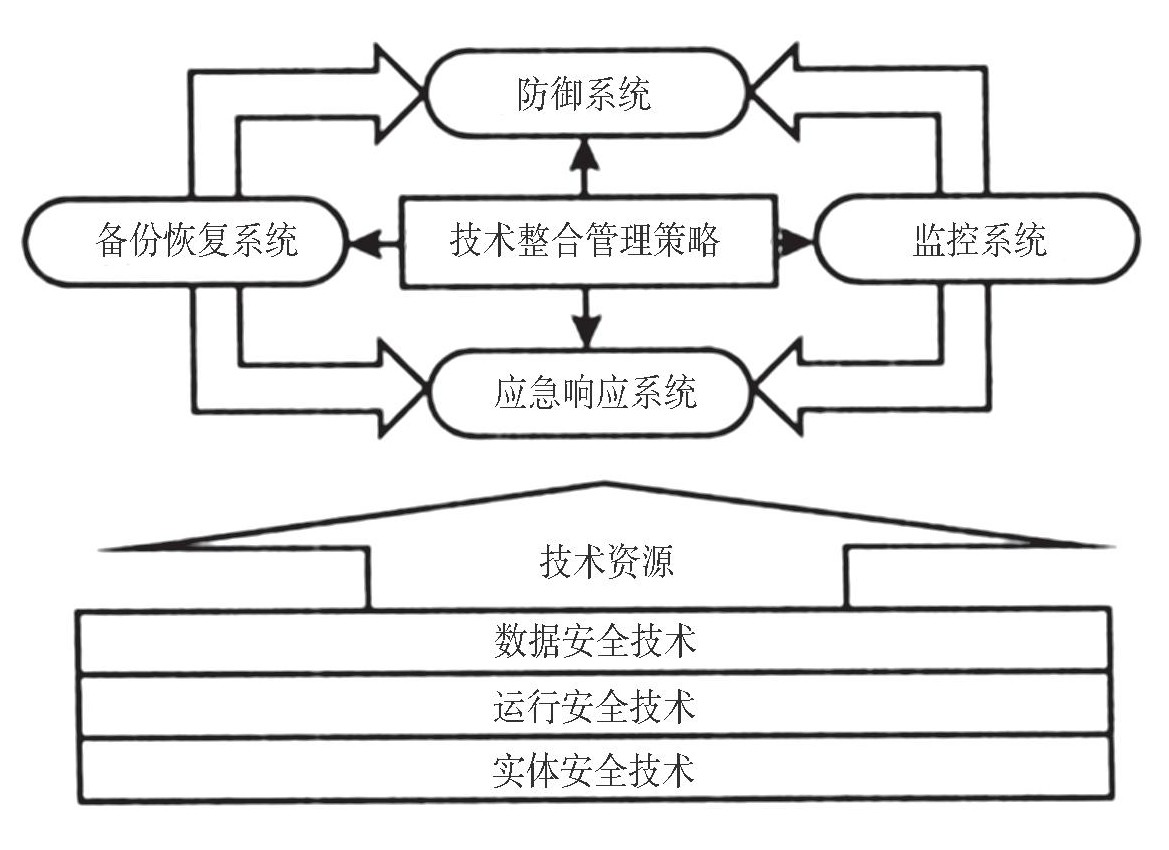 防御系统
备份恢复系统
技术整合管理策略
监控系统
应急响应系统
技术资源
数据安全技术
运行安全技术
实体安全技术